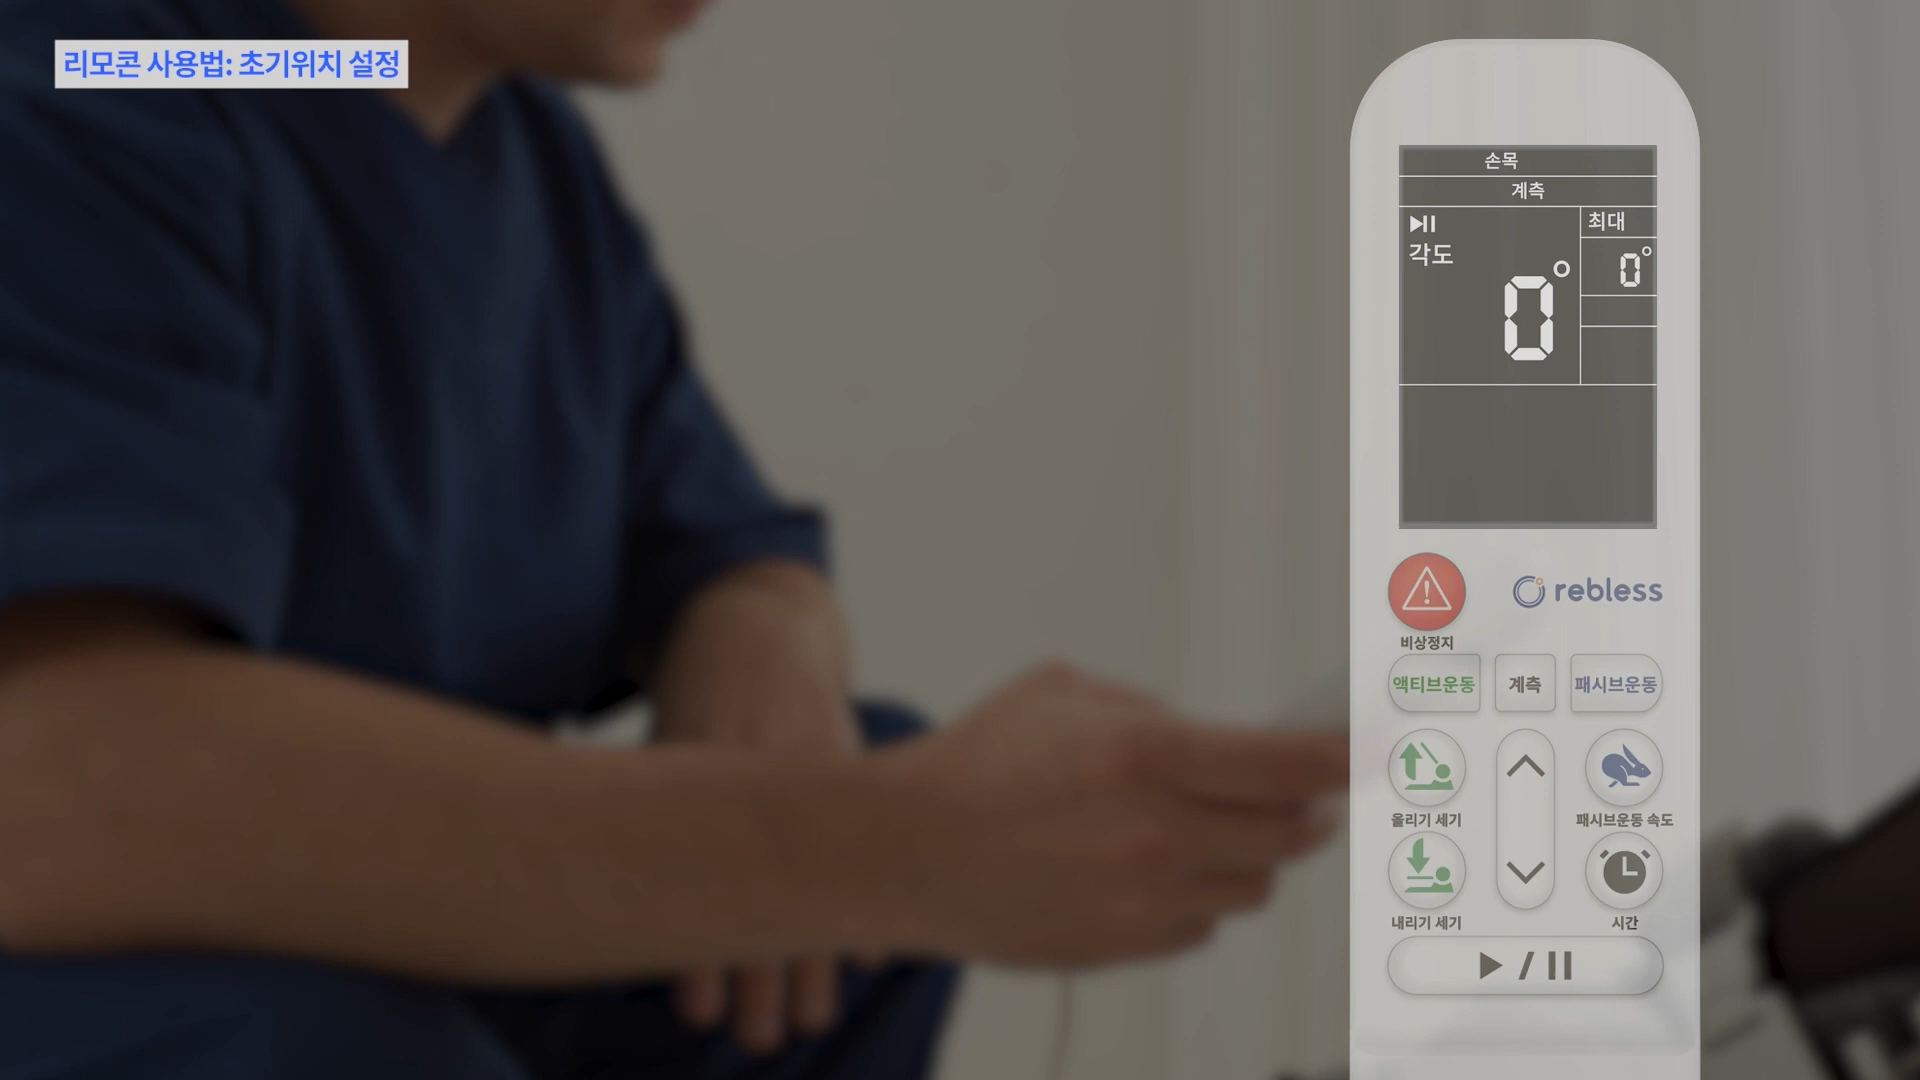 리모콘 사용법: 초기위치 설정
손목
계측
각도
0°
최대
0°
rebless
비상정지
액티브운동
계측
패시브운동
올리기 세기
패시브운동 속도
내리기 세기
시간